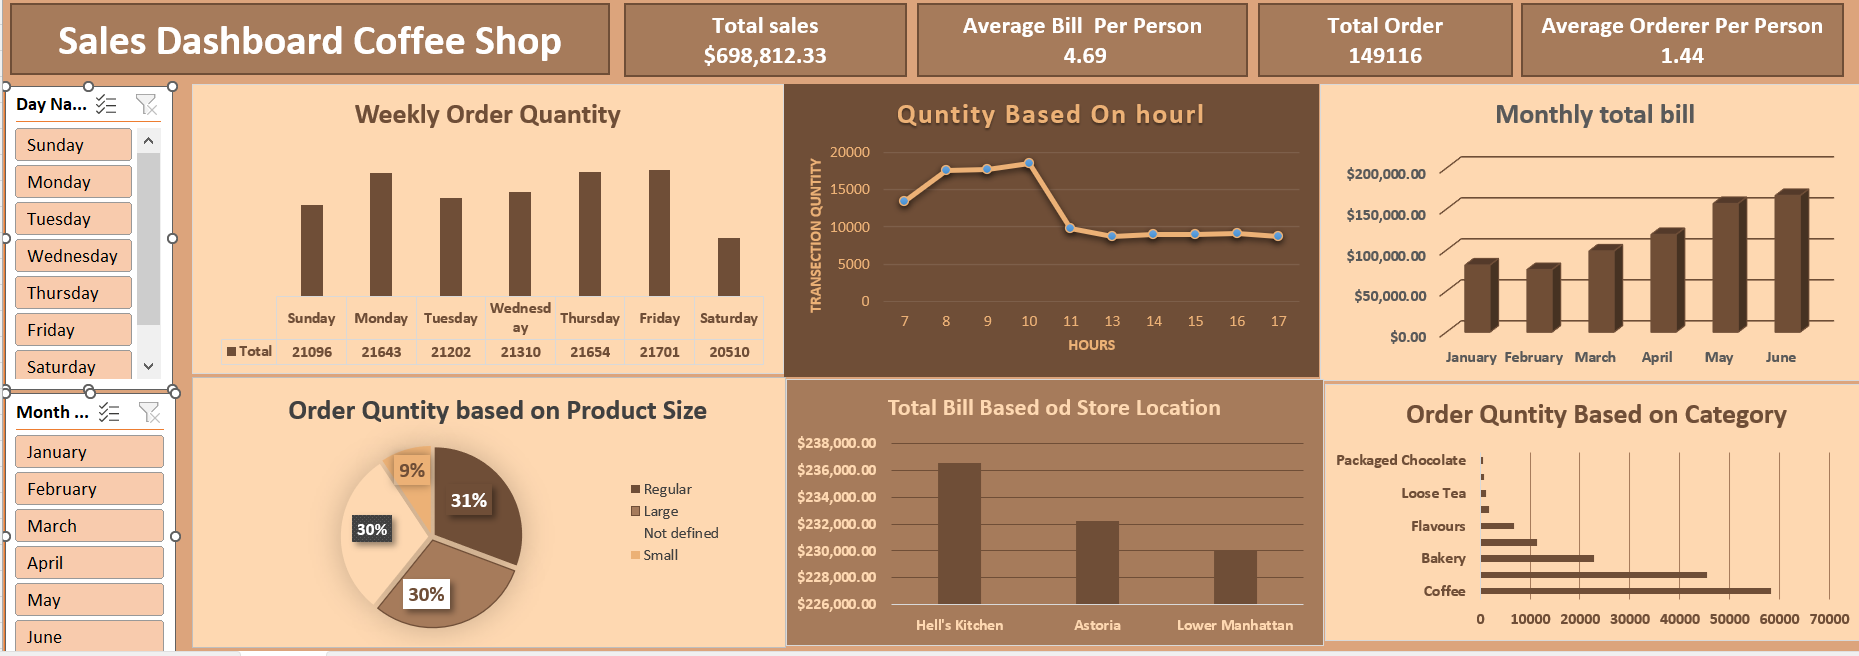 Sales Dashboard Coffee Shop
Total sales
$698,812.33
Average Bill  Per Person
4.69
Total Order
149116
Average Orderer Per Person
1.44
Day Na...
Sunday
Monday
Tuesday
Wednesday
Thursday
Friday
Saturday
Month ...
January
February
March
April
May
June
Weekly Order Quantity
Sunday Monday Tuesday Wednesd Thursday Friday Saturday
ay
Total 21096 21643 21202 21310 21654 21701 20510
Quntity Based On hourl
TRANSECTION QUNTITY
20000
15000
10000
5000
0
7 8 9 10 11 13 14 15 16 17
HOURS
Monthly total bill
$200,000.00
$150,000.00
$100,000.00
$50,000.00
$0.00
January February March April May June
Order Quntity based on Product Size
9%
31%
30%
30%
Regular
Large
Not defined
Small
Total Bill Based od Store Location
$238,000.00
$236,000.00
$234,000.00
$232,000.00
$230,000.00
$228,000.00
$226,000.00
Hell's Kitchen Astoria Lower Manhattan
Order Quntity Based on Category
Packaged Chocolate
Loose Tea
Flavours
Bakery
Coffee
0 10000 20000 30000 40000 50000 60000 70000